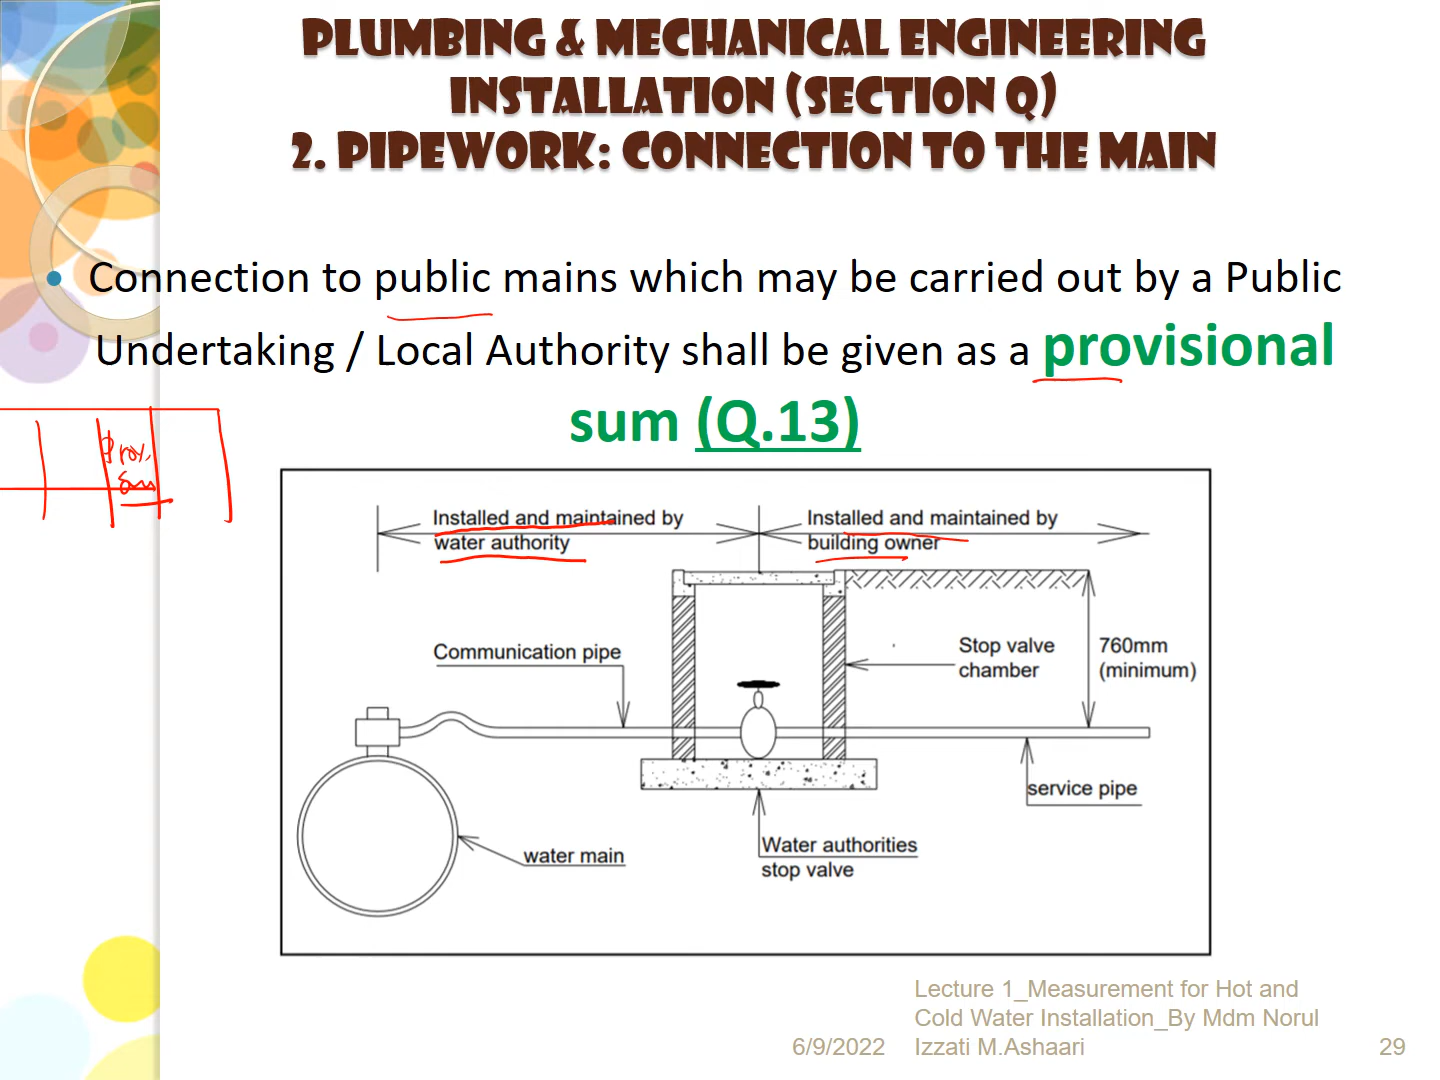 PLUMBING & MECHANICAL ENGINEERING
INSTALLATION (SECTION Q)
2. PIPEWORK: CONNECTION TO THE MAIN
• Connection to public mains which may be carried out by a Public
Undertaking / Local Authority shall be given as a provisional
sum (Q.13)
Prov.
Sum
Installed and maintained by
water authority
Installed and maintained by
building owner
Communication pipe
Stop valve
chamber
760mm
(minimum)
service pipe
water main
Water authorities
stop valve
6/9/2022
Lecture 1_Measurement for Hot and
Cold Water Installation_By Mdm Norul
Izzati M.Ashaari
29